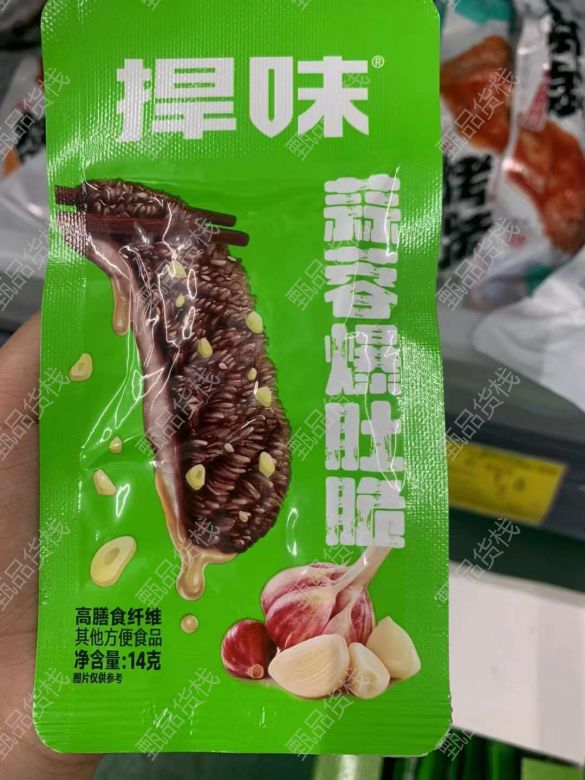 捍味®
蒜蓉爆肚脆
高膳食纤维
其他方便食品
净含量:14克
图片仅供参考
甄品货栈